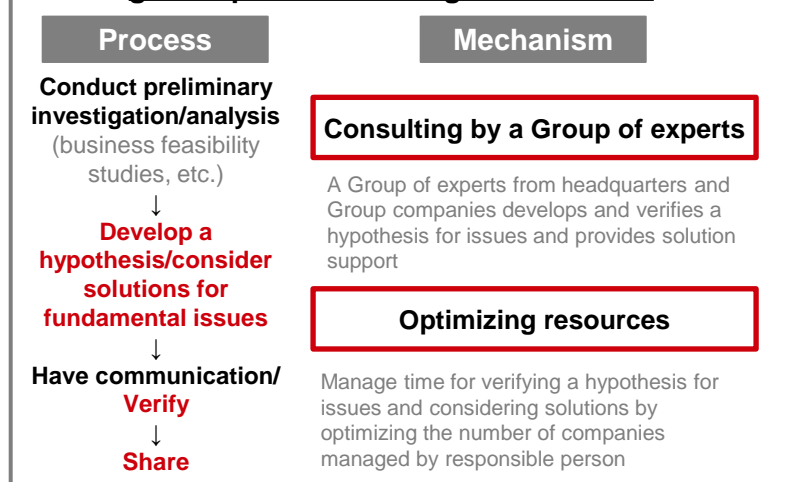 Process
Conduct preliminary
investigation/analysis
(business feasibility
studies, etc.)
↓
Develop a
hypothesis/consider
solutions for
fundamental issues
↓
Have communication/
Verify
↓
Share
Mechanism
Consulting by a Group of experts
A Group of experts from headquarters and
Group companies develops and verifies a
hypothesis for issues and provides solution
support
Optimizing resources
Manage time for verifying a hypothesis for
issues and considering solutions by
optimizing the number of companies
managed by responsible person